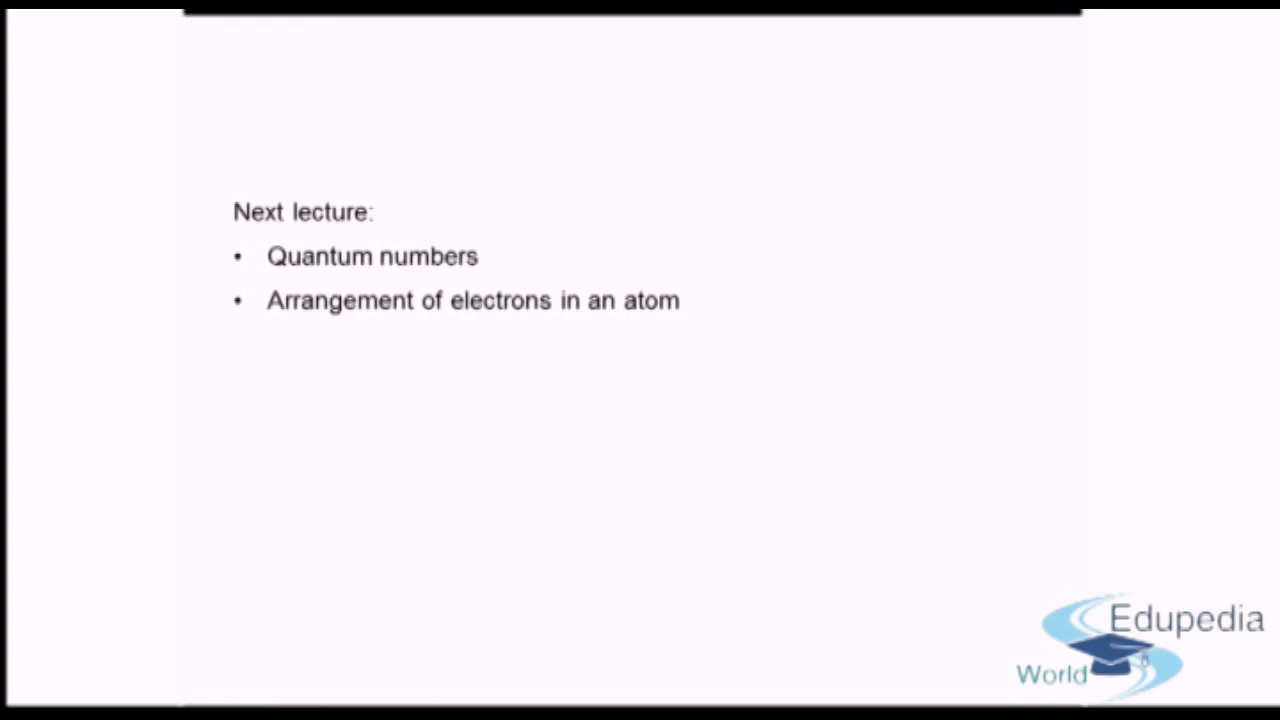 Next lecture:
• Quantum numbers
• Arrangement of electrons in an atom
Edupedia
World